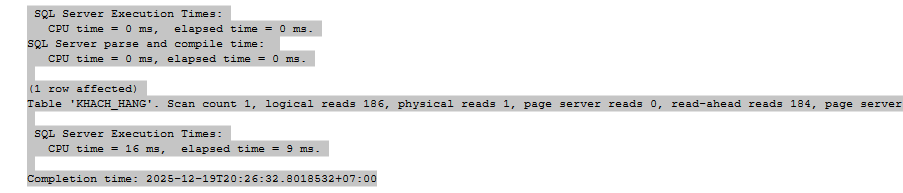 SQL Server Execution Times:
CPU time = 0 ms,  elapsed time = 0 ms.
SQL Server parse and compile time:
CPU time = 0 ms, elapsed time = 0 ms.
(1 row affected)
Table 'KHACH_HANG'. Scan count 1, logical reads 186, physical reads 1, page server reads 0, read-ahead reads 184, page server
SQL Server Execution Times:
CPU time = 16 ms,  elapsed time = 9 ms.
Completion time: 2025-12-19T20:26:32.8018532+07:00